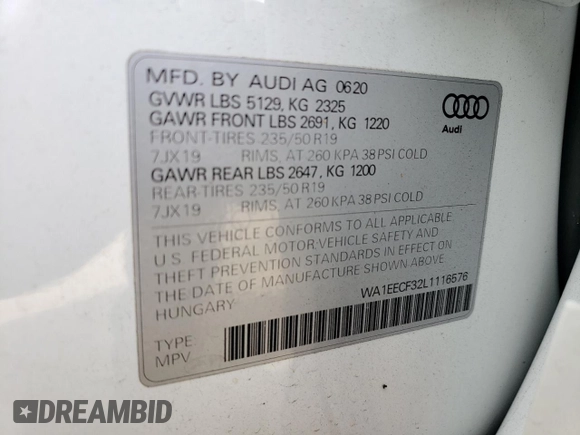 MFD. BY AUDI AG 0620
GVWR LBS 5129, KG 2325
GAWR FRONT LBS 2691, KG 1220
FRONT-TIRES 235/50 R19
7JX19 RIMS, AT 260 KPA 38 PSI COLD
GAWR REAR LBS 2647, KG 1200
REAR-TIRES 235/50 R19
7JX19 RIMS, AT 260 KPA 38 PSI COLD
THIS VEHICLE CONFORMS TO ALL APPLICABLE
U.S. FEDERAL MOTOR VEHICLE SAFETY AND
THEFT PREVENTION STANDARDS IN EFFECT ON
THE DATE OF MANUFACTURE SHOWN ABOVE.
HUNGARY
WA1EECF32L1116576
TYPE
MPV
Audi
DREAMBID